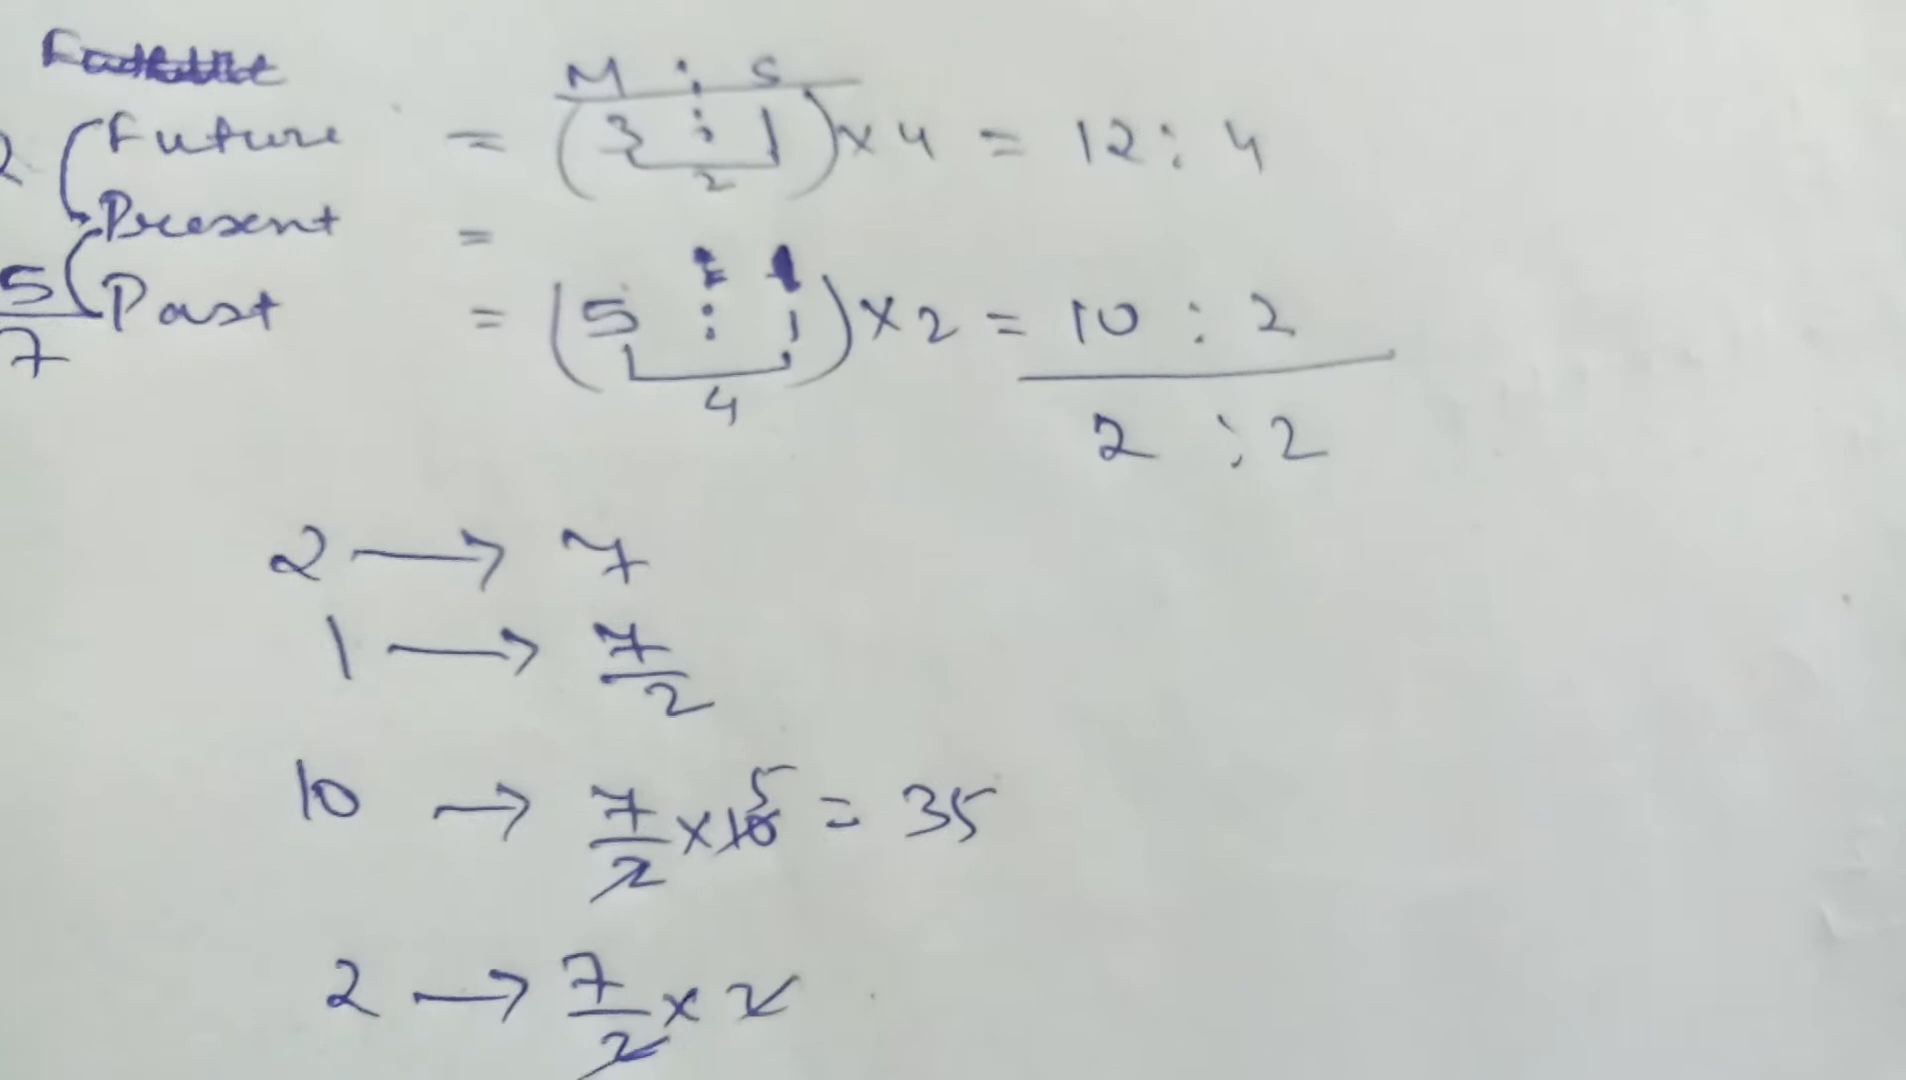 M : S
2 Future = (3 : 1) × 4 = 12 : 4
2
Present =
5 Past = (5 : 1) × 2 = 10 : 2
7
4
2 : 2
2 → 7
1 → 7/2
10 → 7/2 × 10 5 = 35
2 → 7/2 × 2